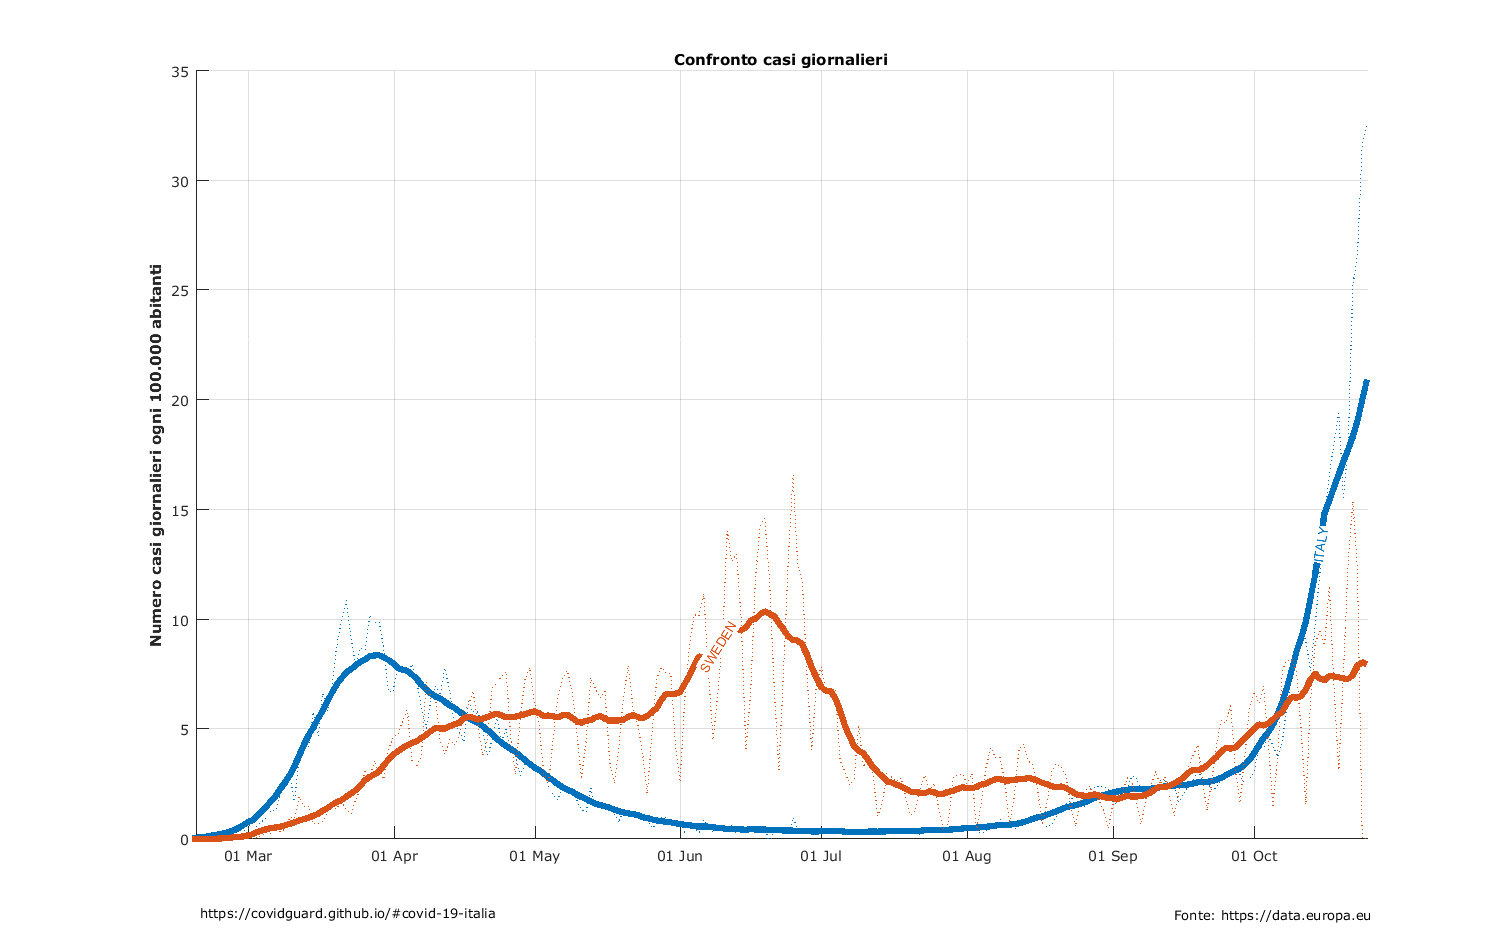 Confronto casi giornalieri
Numero casi giornalieri ogni 100.000 abitanti
35
30
25
20
15
10
5
0
SWEDEN
ITALY
01 Mar
01 Apr
01 May
01 Jun
01 Jul
01 Aug
01 Sep
01 Oct
https://covidguard.github.io/#covid-19-italia
Fonte: https://data.europa.eu